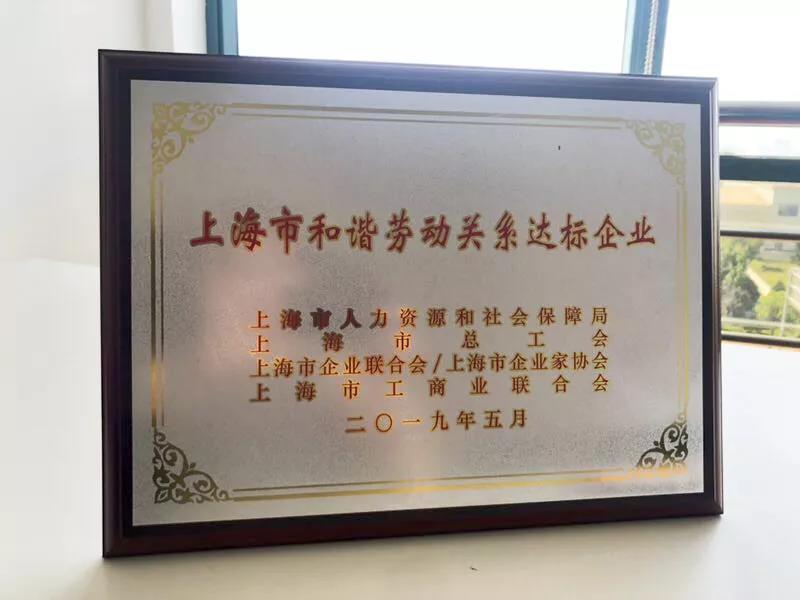 上海市和谐劳动关系达标企业
上海市人力资源和社会保障局
上海市总工会
上海市企业联合会/上海市企业家协会
上海市工商业联合会
二〇一九年五月